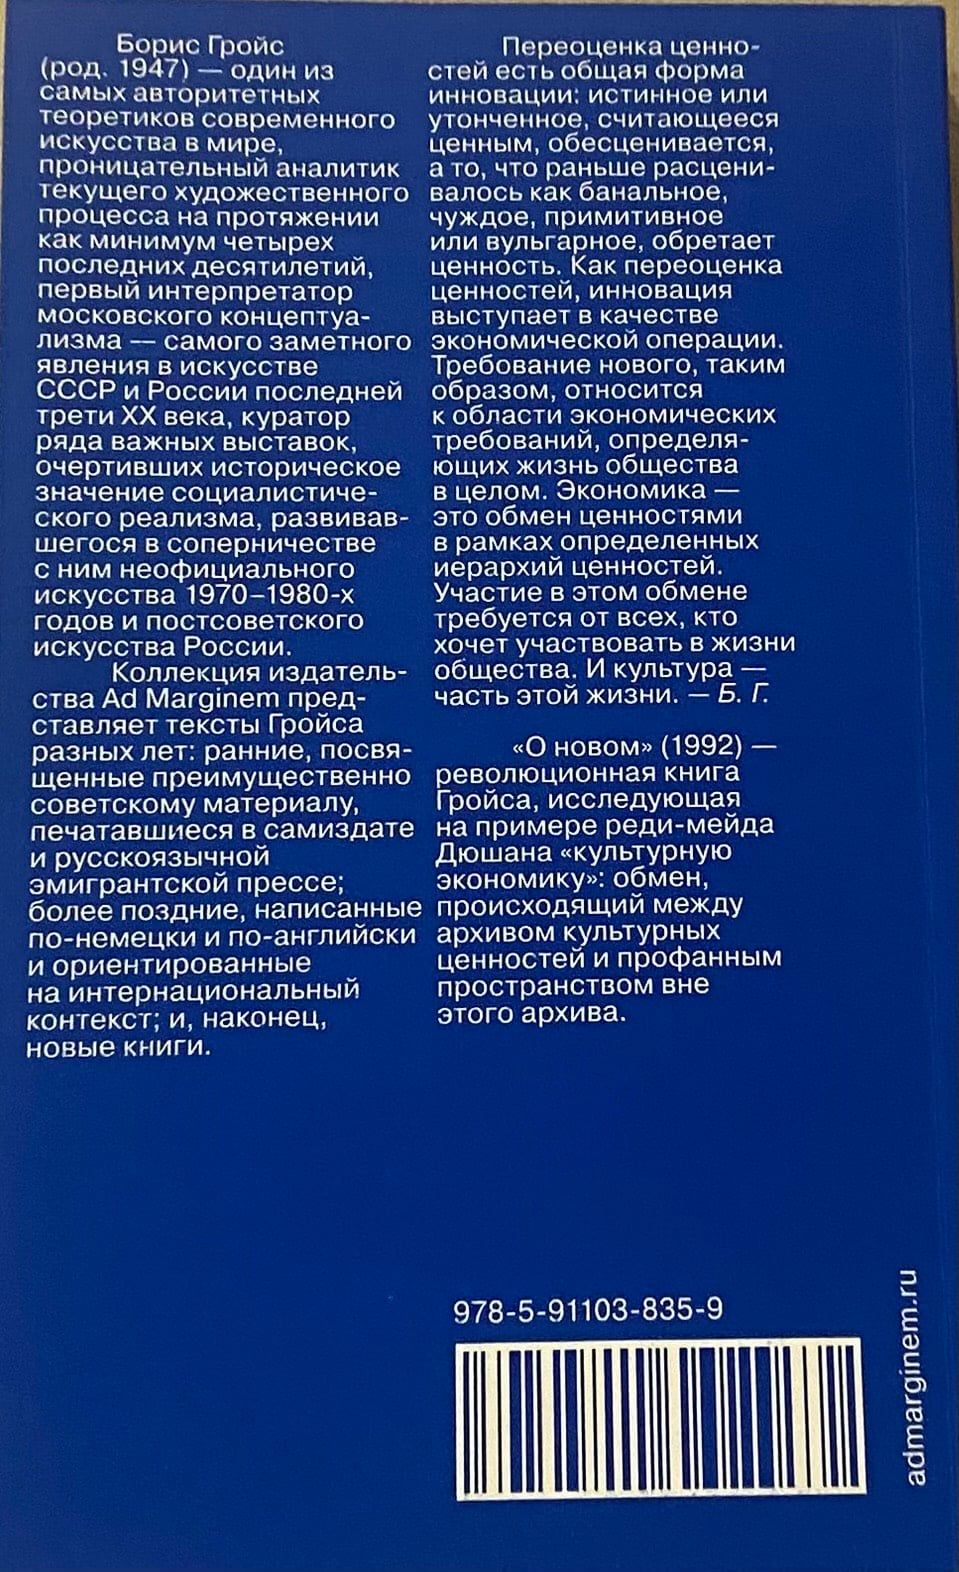 Борис Гройс
(род. 1947) — один из
самых авторитетных
теоретиков современного
искусства в мире,
проницательный аналитик
текущего художественного
процесса на протяжении
как минимум четырех
последних десятилетий,
первый интерпретатор
московского концептуа-
лизма — самого заметного
явления в искусстве
СССР и России последней
трети XX века, куратор
ряда важных выставок,
очертивших историческое
значение социалистиче-
ского реализма, развивав-
шегося в соперничестве
с ним неофициального
искусства 1970–1980-х
годов и постсоветского
искусства России.
Коллекция издатель-
ства Ad Marginem пред-
ставляет тексты Гройса
разных лет: ранние, посвя-
щенные преимущественно
советскому материалу,
печатавшиеся в самиздате
и русскоязычной
эмигрантской прессе;
более поздние, написанные
по-немецки и по-английски
и ориентированные
на интернациональный
контекст; и, наконец,
новые книги.
Переоценка ценно-
стей есть общая форма
инновации: истинное или
утонченное, считающееся
ценным, обесценивается,
а то, что раньше расцени-
валось как банальное,
чуждое, примитивное
или вульгарное, обретает
ценность. Как переоценка
ценностей, инновация
выступает в качестве
экономической операции.
Требование нового, таким
образом, относится
к области экономических
требований, определя-
ющих жизнь общества
в целом. Экономика —
это обмен ценностями
в рамках определенных
иерархий ценностей.
Участие в этом обмене
требуется от всех, кто
хочет участвовать в жизни
общества. И культура —
часть этой жизни. — Б. Г.
«О новом» (1992) —
революционная книга
Гройса, исследующая
на примере реди-мейда
Дюшана «культурную
экономику»: обмен,
происходящий между
архивом культурных
ценностей и профанным
пространством вне
этого архива.
978-5-91103-835-9
admarginem.ru